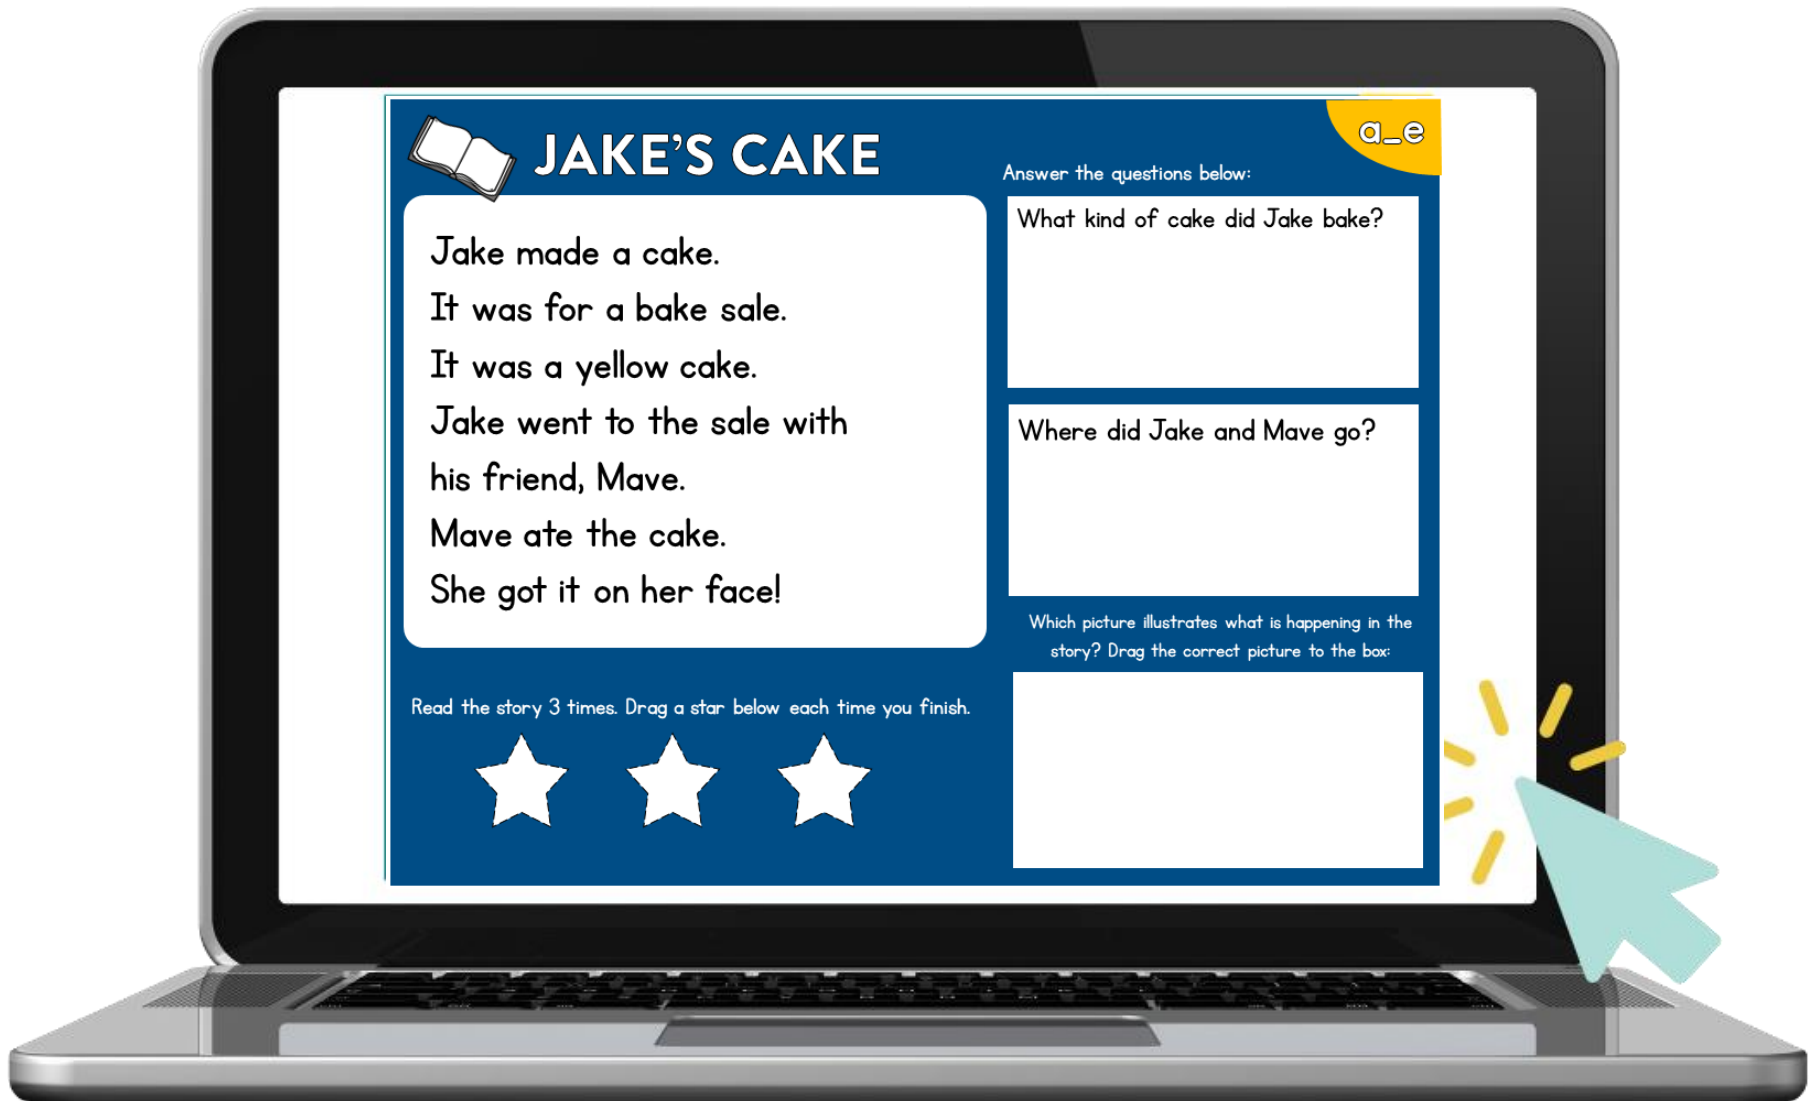 JAKE'S CAKE
a_e
Jake made a cake.
It was for a bake sale.
It was a yellow cake.
Jake went to the sale with
his friend, Mave.
Mave ate the cake.
She got it on her face!
Read the story 3 times. Drag a star below each time you finish.
Answer the questions below:
What kind of cake did Jake bake?
Where did Jake and Mave go?
Which picture illustrates what is happening in the
story? Drag the correct picture to the box: